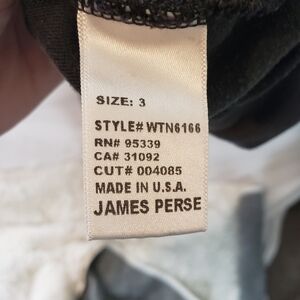 SIZE: 3
STYLE# WTN6166
RN# 95339
CA# 31092
CUT# 004085
MADE IN U.S.A.
JAMES PERSE